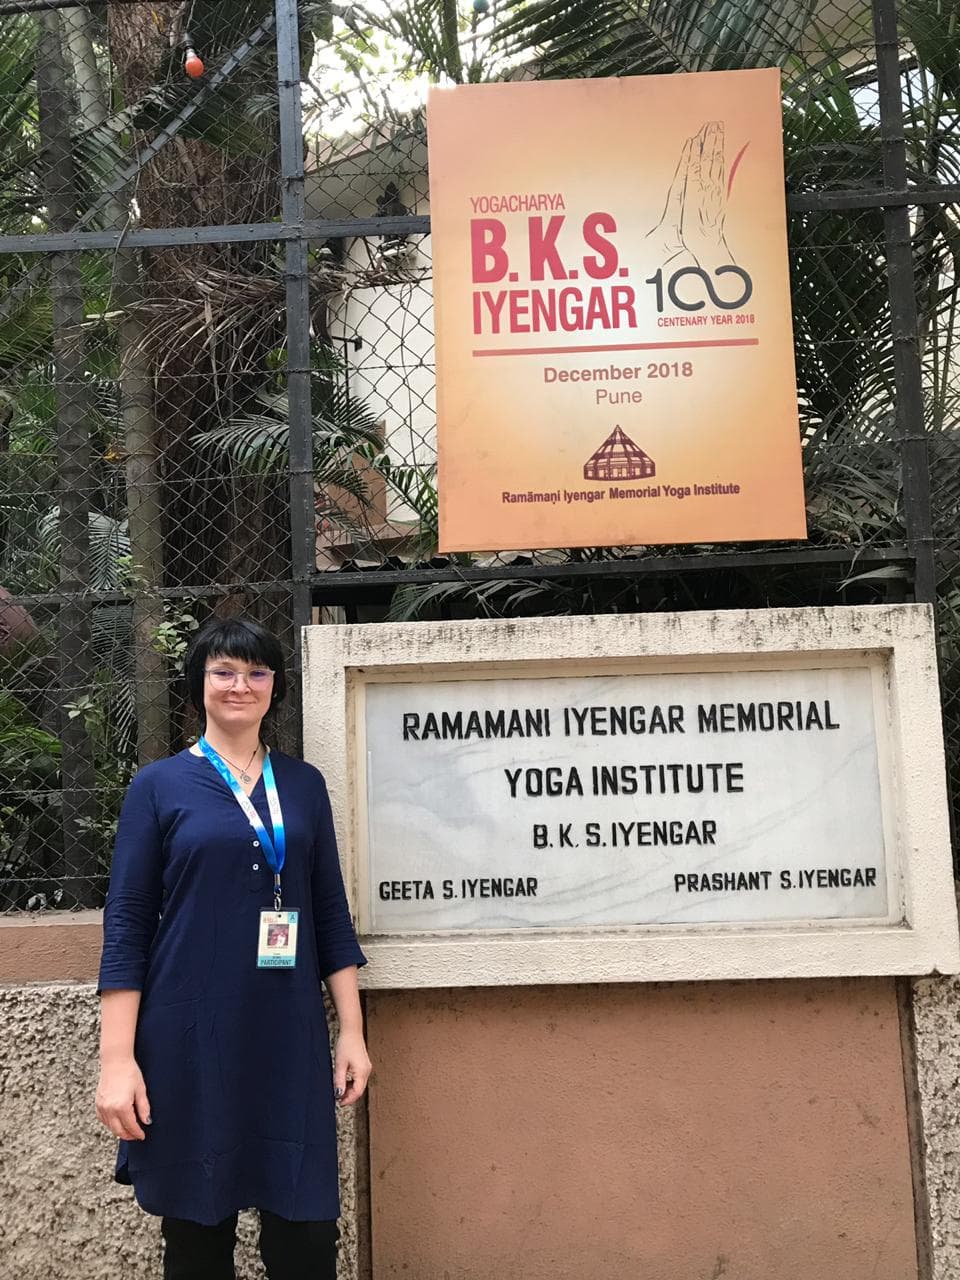 YOGACHARYA
B.K.S.
IYENGAR
100
CENTENARY YEAR 2018
December 2018
Pune
Ramāmaṇi Iyengar Memorial Yoga Institute
RAMAMANI IYENGAR MEMORIAL
YOGA INSTITUTE
B.K.S.IYENGAR
GEETA S.IYENGAR PRASHANT S.IYENGAR
PARTICIPANT